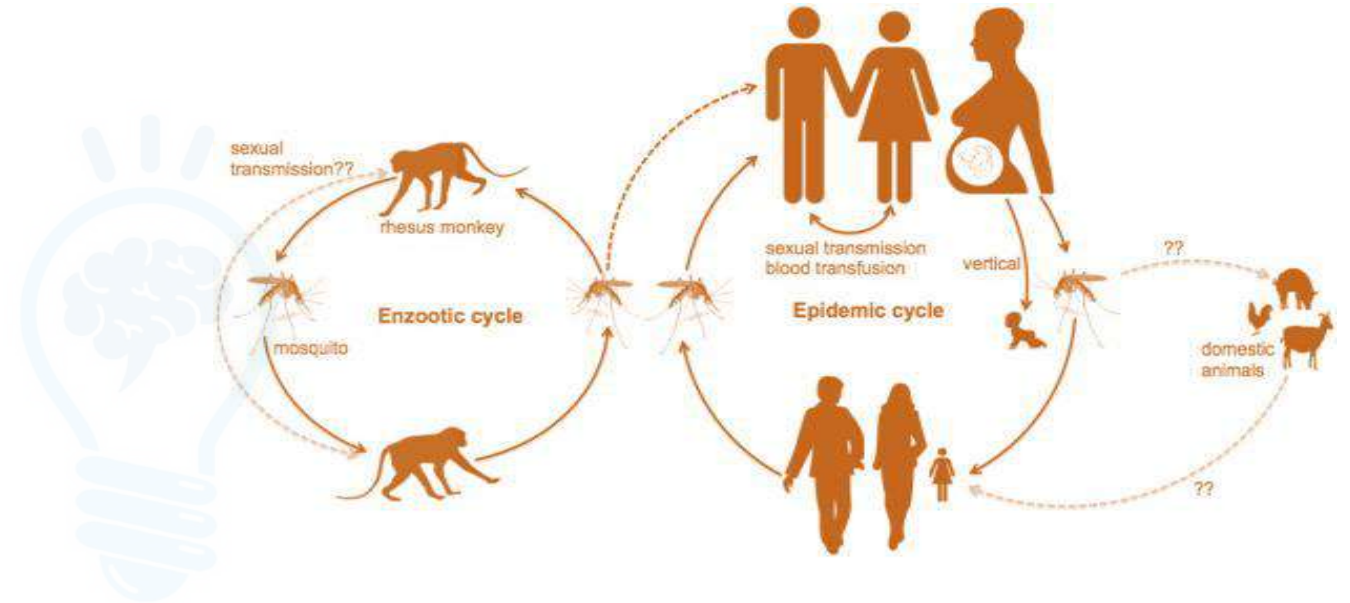 sexual
transmission??
rhesus monkey
Enzootic cycle
mosquito
sexual transmission
blood transfusion
vertical
Epidemic cycle
??
domestic
animals
??